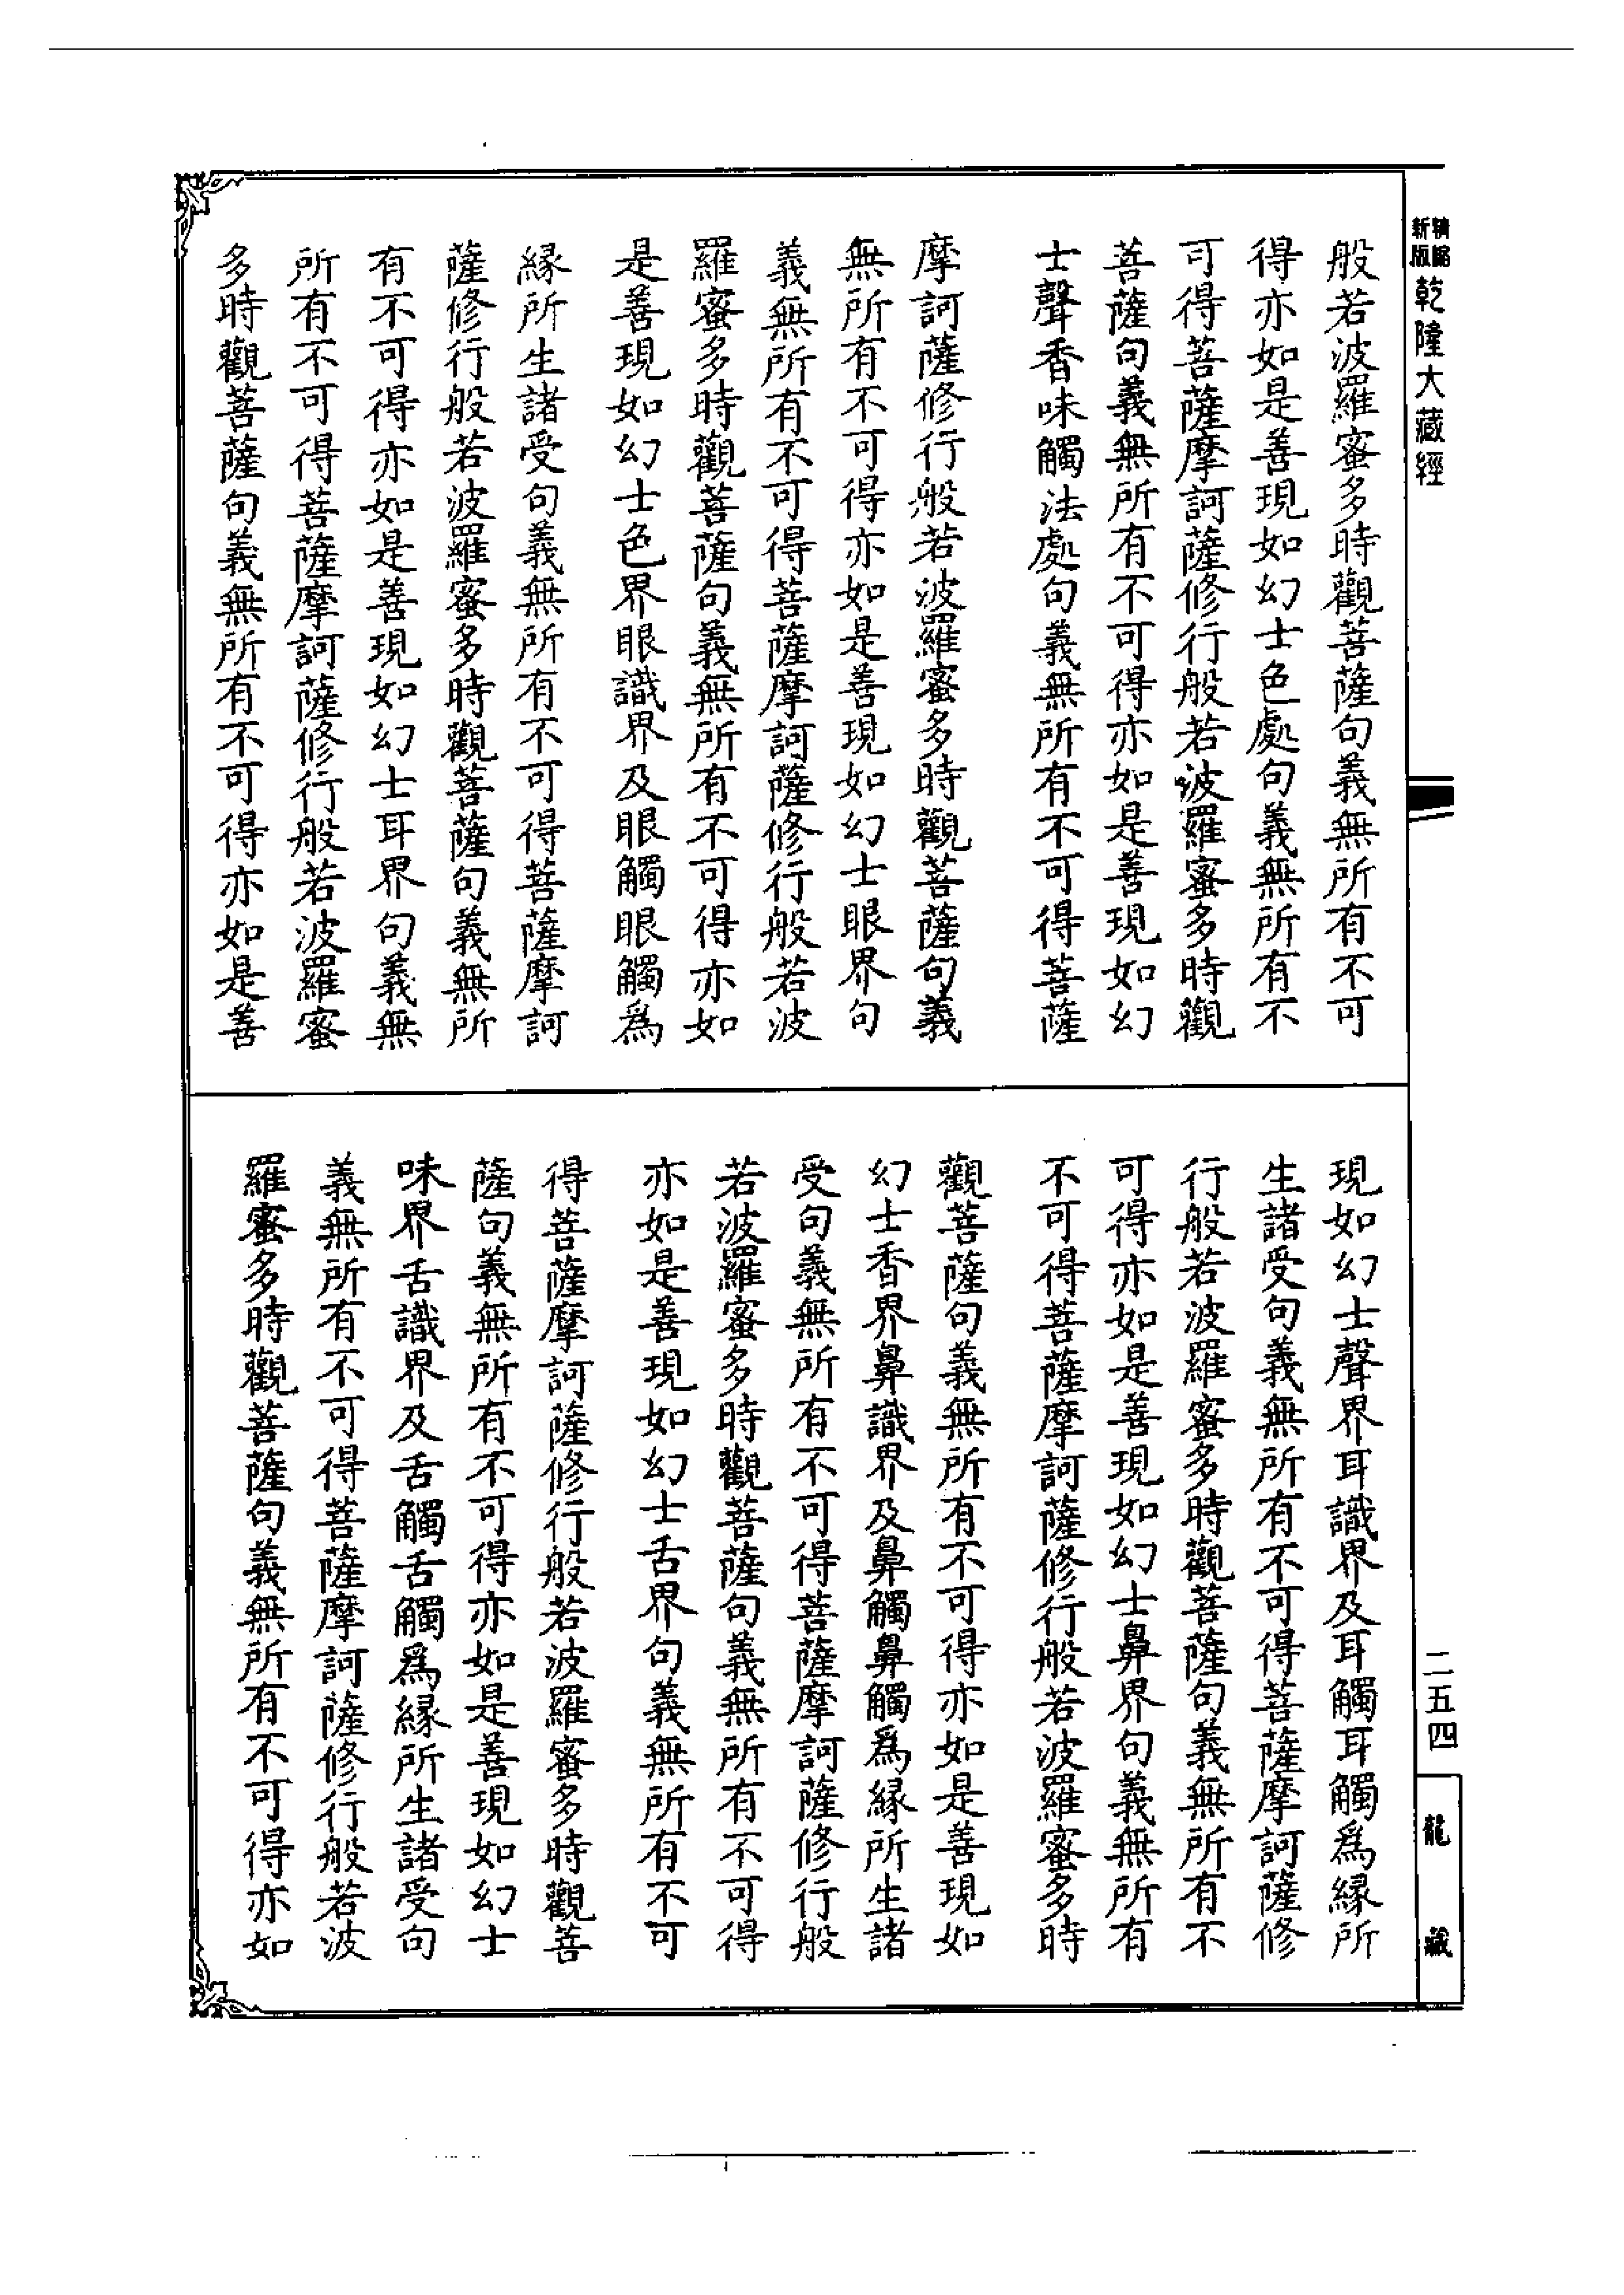 新版
精縮
乾隆大藏經
般若波羅蜜多時觀菩薩句義無所有不可
得亦如是善現如幻士色處句義無所有不
可得菩薩摩訶薩修行般若波羅蜜多時觀
菩薩句義無所有不可得亦如是善現如幻
士聲香味觸法處句義無所有不可得菩薩
摩訶薩修行般若波羅蜜多時觀菩薩句義
無所有不可得亦如是善現如幻士眼界句
義無所有不可得菩薩摩訶薩修行般若波
羅蜜多時觀菩薩句義無所有不可得亦如
是善現如幻士色界眼識界及眼觸眼觸為
緣所生諸受句義無所有不可得菩薩摩訶
薩修行般若波羅蜜多時觀菩薩句義無所
有不可得亦如是善現如幻士耳界句義無
所有不可得菩薩摩訶薩修行般若波羅蜜
多時觀菩薩句義無所有不可得亦如是善
現如幻士聲界耳識界及耳觸耳觸為緣所
生諸受句義無所有不可得菩薩摩訶薩修
行般若波羅蜜多時觀菩薩句義無所有不
可得亦如是善現如幻士鼻界句義無所有
不可得菩薩摩訶薩修行般若波羅蜜多時
觀菩薩句義無所有不可得亦如是善現如
幻士香界鼻識界及鼻觸鼻觸為緣所生諸
受句義無所有不可得菩薩摩訶薩修行般
若波羅蜜多時觀菩薩句義無所有不可得
亦如是善現如幻士舌界句義無所有不可
得菩薩摩訶薩修行般若波羅蜜多時觀菩
薩句義無所有不可得亦如是善現如幻士
味界舌識界及舌觸舌觸為緣所生諸受句
義無所有不可得菩薩摩訶薩修行般若波
羅蜜多時觀菩薩句義無所有不可得亦如
二五四
龍藏